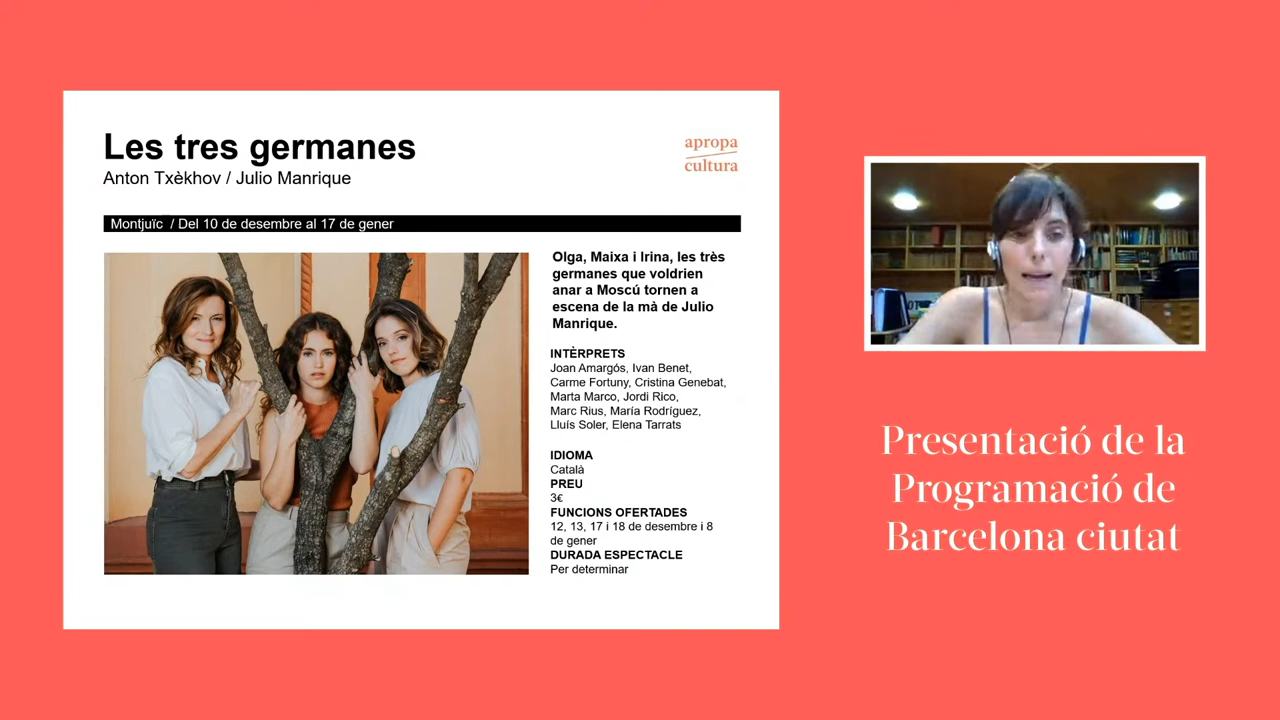 Les tres germanes
Anton Txèkhov / Julio Manrique
apropa
cultura
Montjuïc / Del 10 de desembre al 17 de gener
Olga, Maixa i Irina, les très
germanes que voldrien
anar a Moscú tornen a
escena de la mà de Julio
Manrique.
INTÈRPRETS
Joan Amargós, Ivan Benet,
Carme Fortuny, Cristina Genebat,
Marta Marco, Jordi Rico,
Marc Rius, María Rodríguez,
Lluís Soler, Elena Tarrats
IDIOMA
Català
PREU
3€
FUNCIONS OFERTADES
12, 13, 17 i 18 de desembre i 8
de gener
DURADA ESPECTACLE
Per determinar
Presentació de la
Programació de
Barcelona ciutat